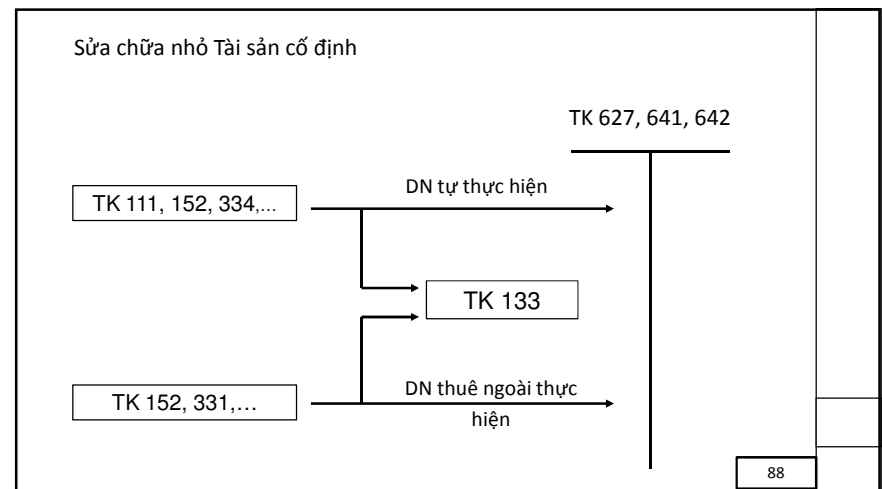 Sửa chữa nhỏ Tài sản cố định
TK 627, 641, 642
DN tự thực hiện
TK 111, 152, 334,...
TK 133
DN thuê ngoài thực
hiện
TK 152, 331,...
88